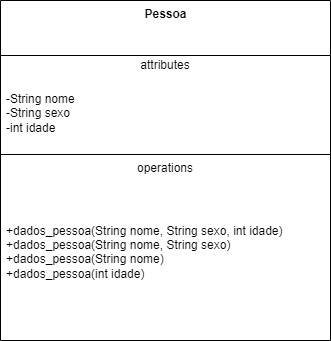 Pessoa
attributes
-String nome
-String sexo
-int idade
operations
+dados_pessoa(String nome, String sexo, int idade)
+dados_pessoa(String nome, String sexo)
+dados_pessoa(String nome)
+dados_pessoa(int idade)